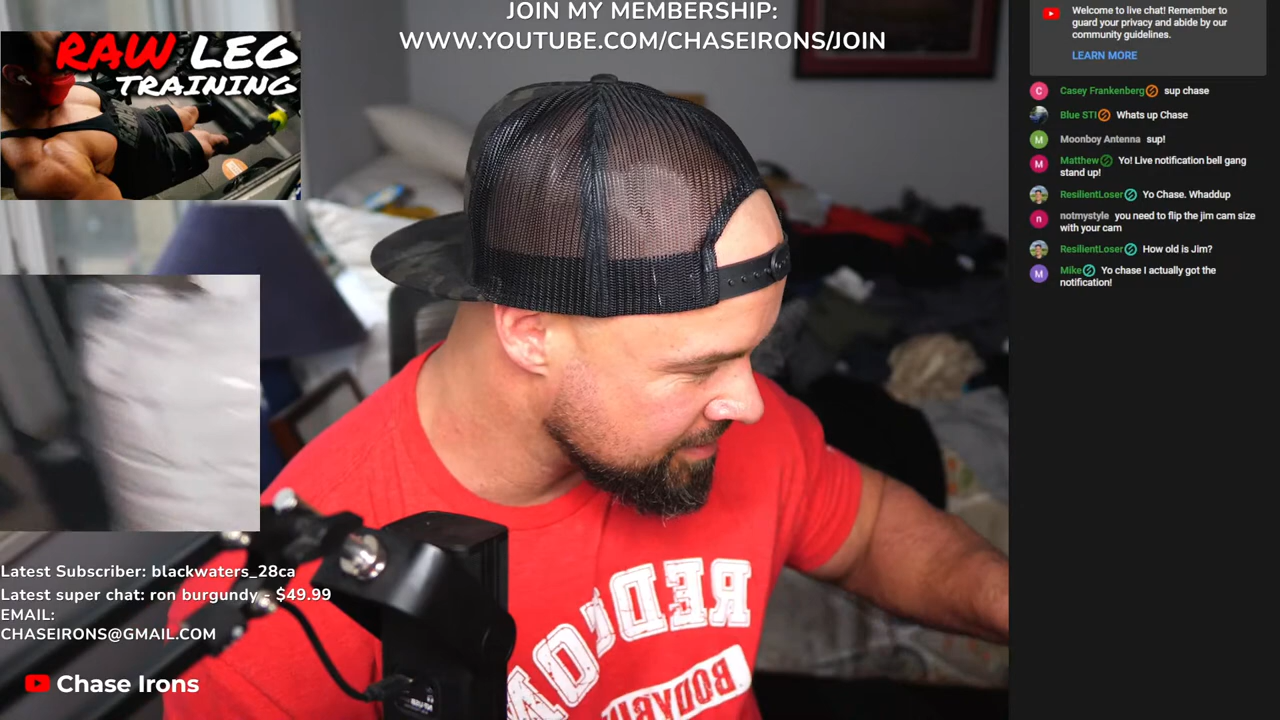 JOIN MY MEMBERSHIP:
WWW.YOUTUBE.COM/CHASEIRONS/JOIN
RAW LEG
TRAINING
Latest Subscriber: blackwaters_28ca
Latest super chat: ron burgundy - $49.99
EMAIL:
CHASEIRONS@GMAIL.COM
Chase Irons
REDCON
BODYBU
Welcome to live chat! Remember to
guard your privacy and abide by our
community guidelines.
LEARN MORE
C Casey Frankenberg sup chase
Blue STI Whats up Chase
M Moonboy Antenna sup!
M Matthew Yo! Live notification bell gang
stand up!
ResilientLoser Yo Chase. Whaddup
n notmystyle you need to flip the jim cam size
with your cam
ResilientLoser How old is Jim?
M Mike Yo chase I actually got the
notification!